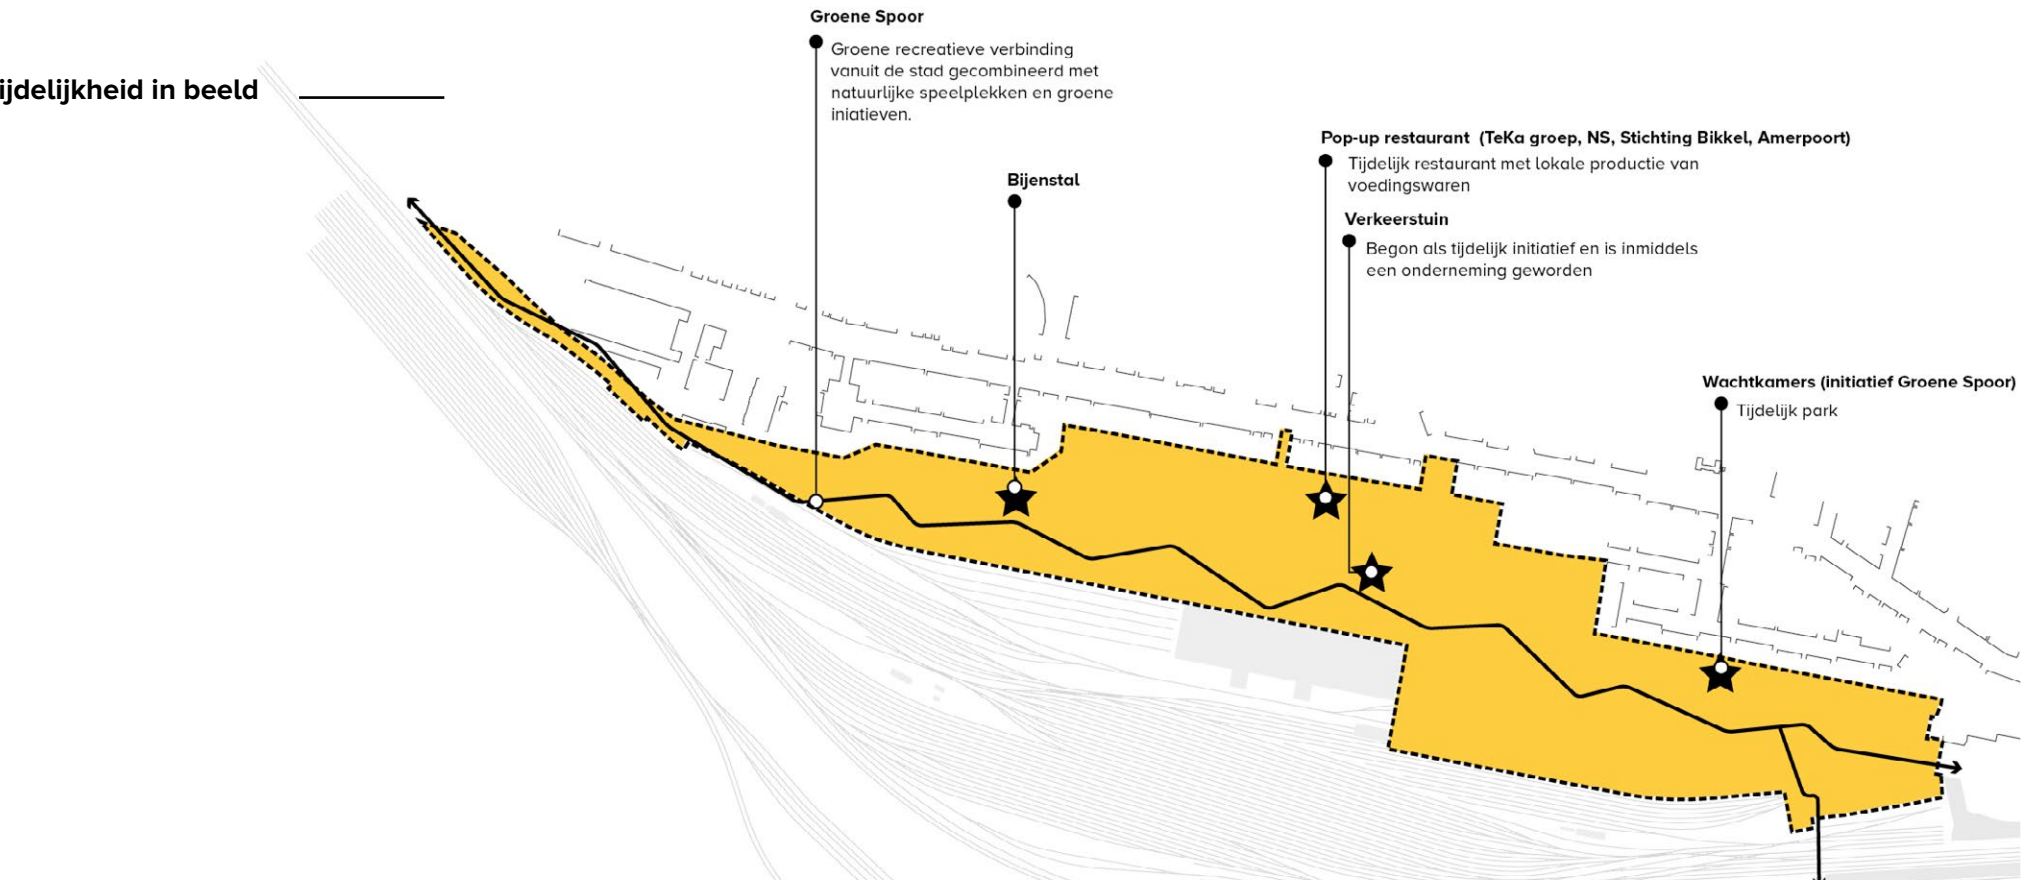 Groene Spoor
Groene recreatieve verbinding
vanuit de stad gecombineerd met
natuurlijke speelplekken en groene
iniatieven.
ijdelijkheid in beeld
Pop-up restaurant (TeKa groep, NS, Stichting Bikkel, Amerpoort)
Tijdelijk restaurant met lokale productie van
voedingswaren
Bijenstal
Verkeerstuin
Begon als tijdelijk initiatief en is inmiddels
een onderneming geworden
Wachtkamers (initiatief Groene Spoor)
Tijdelijk park